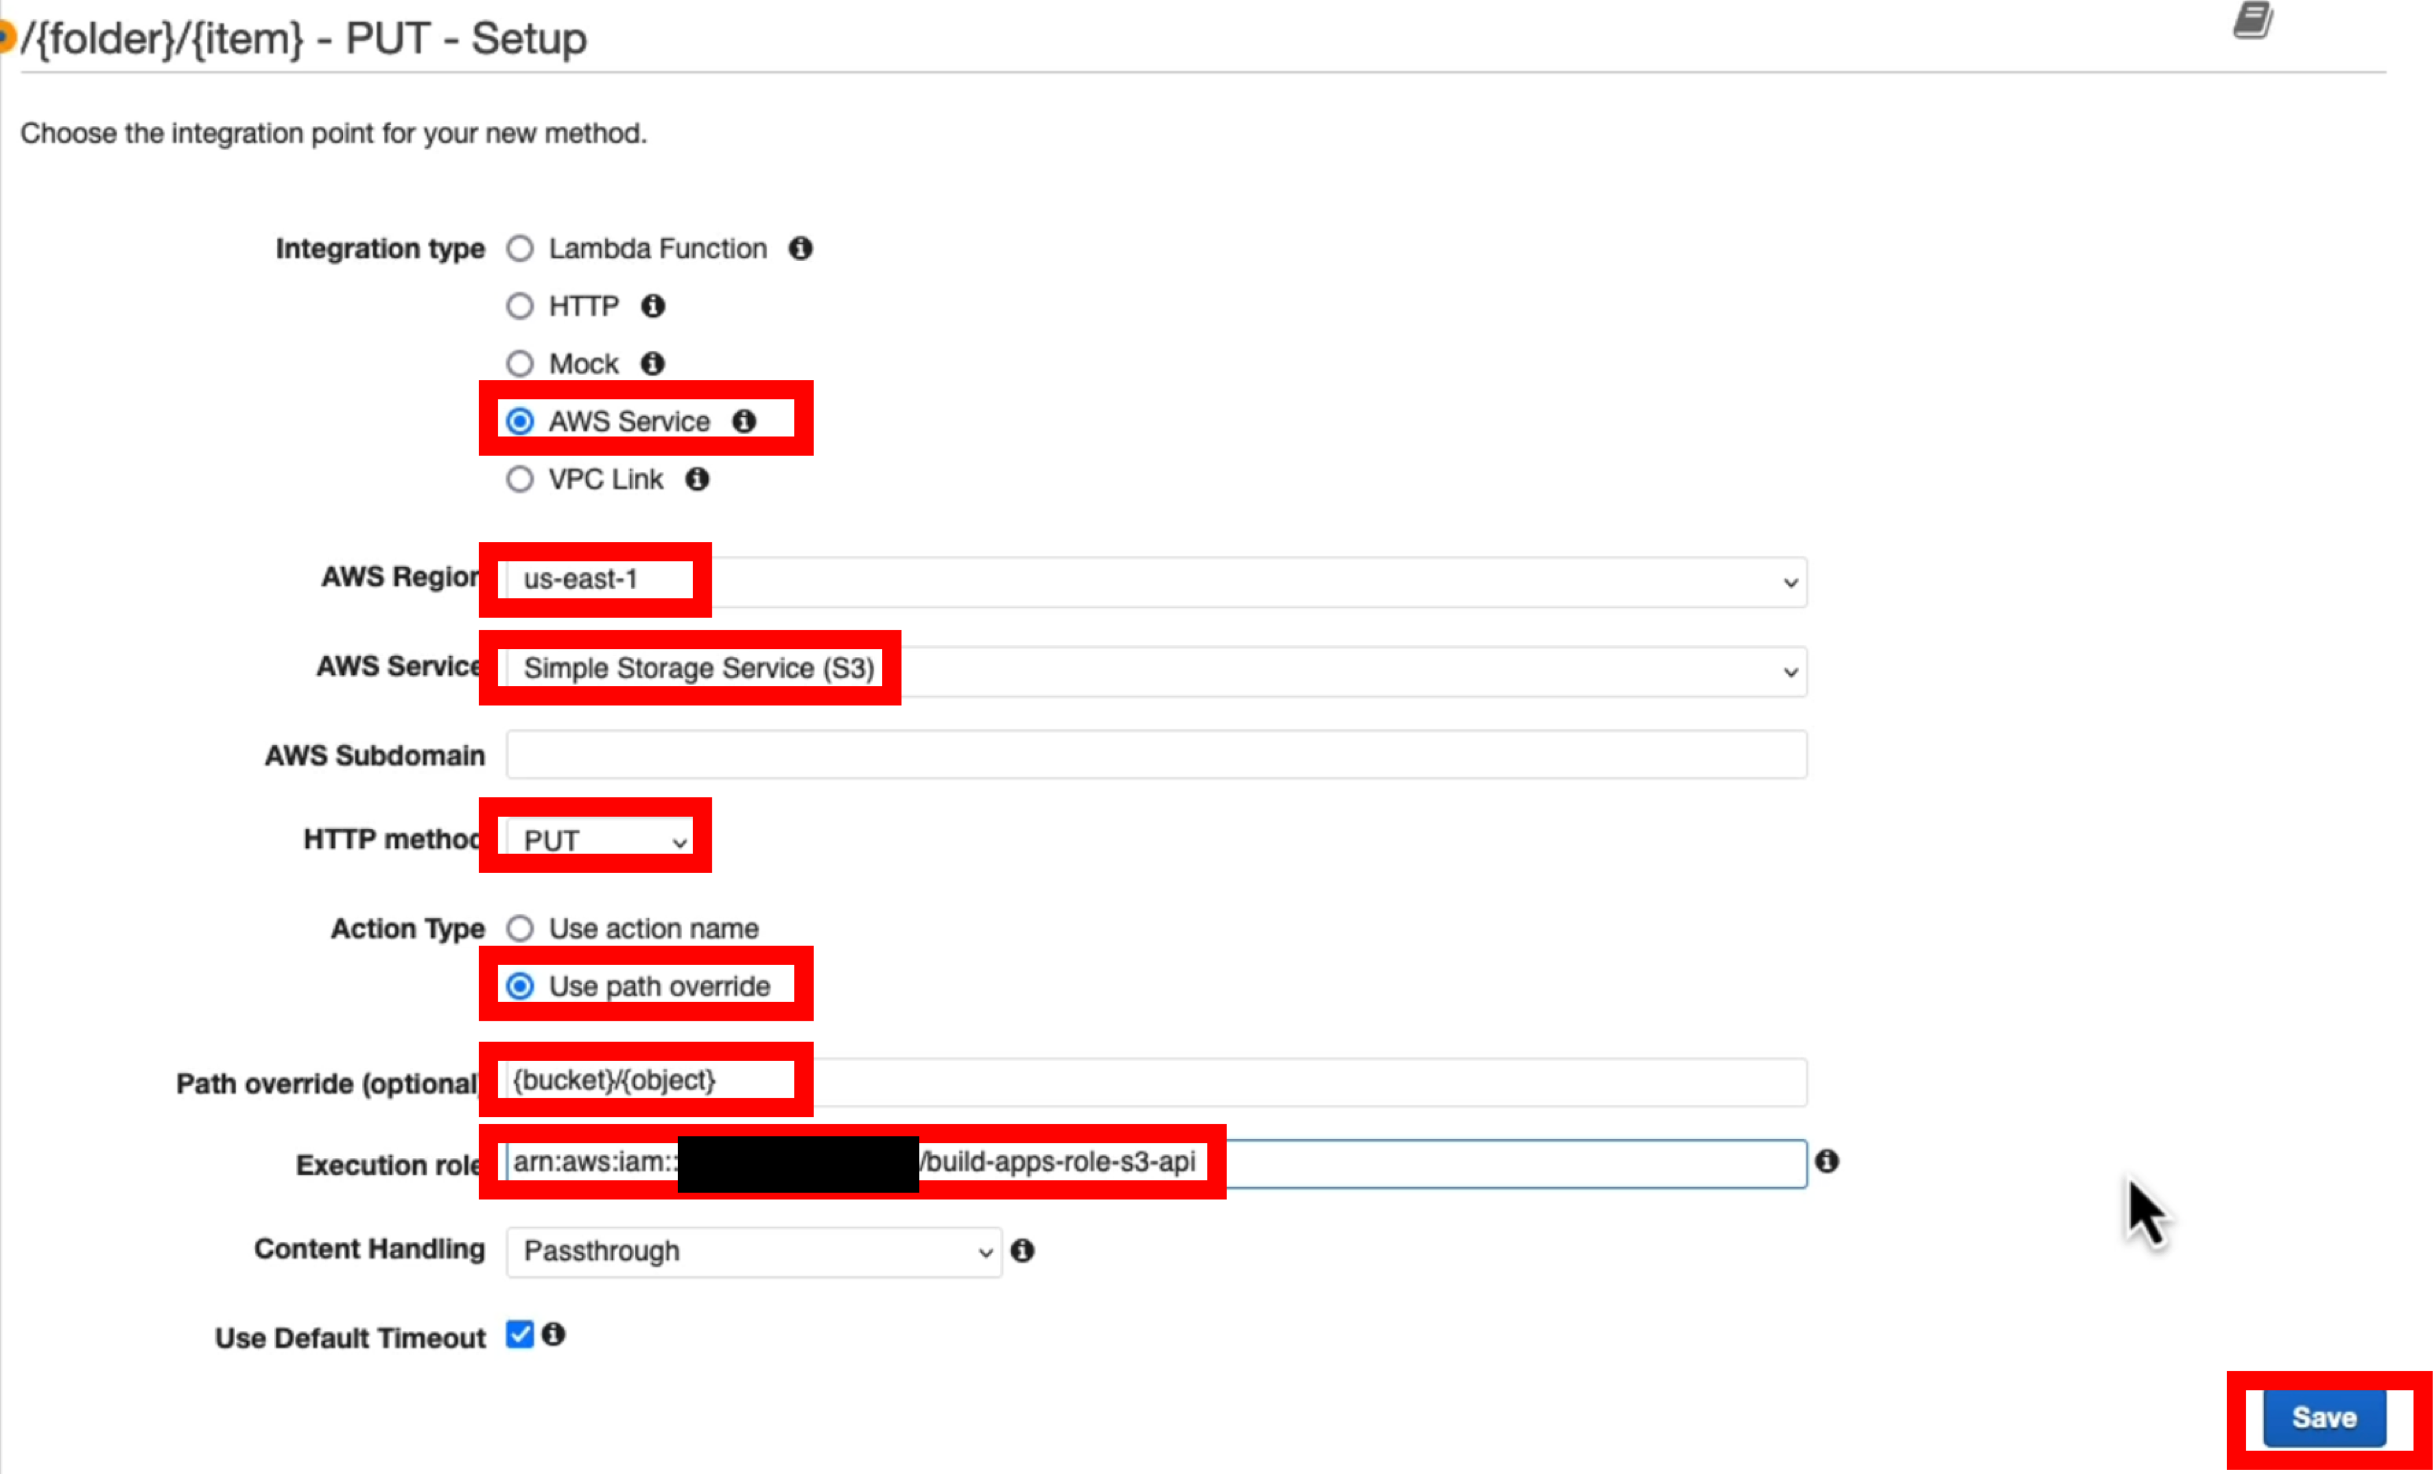 /{folder}/{item} - PUT - Setup
Choose the integration point for your new method.
Integration type
Lambda Function
HTTP
Mock
AWS Service
VPC Link
AWS Region us-east-1
AWS Service Simple Storage Service (S3)
AWS Subdomain
HTTP method PUT
Action Type
Use action name
Use path override
Path override (optional) {bucket}/{object}
Execution role arn:aws:iam:: /build-apps-role-s3-api
Content Handling Passthrough
Use Default Timeout
Save